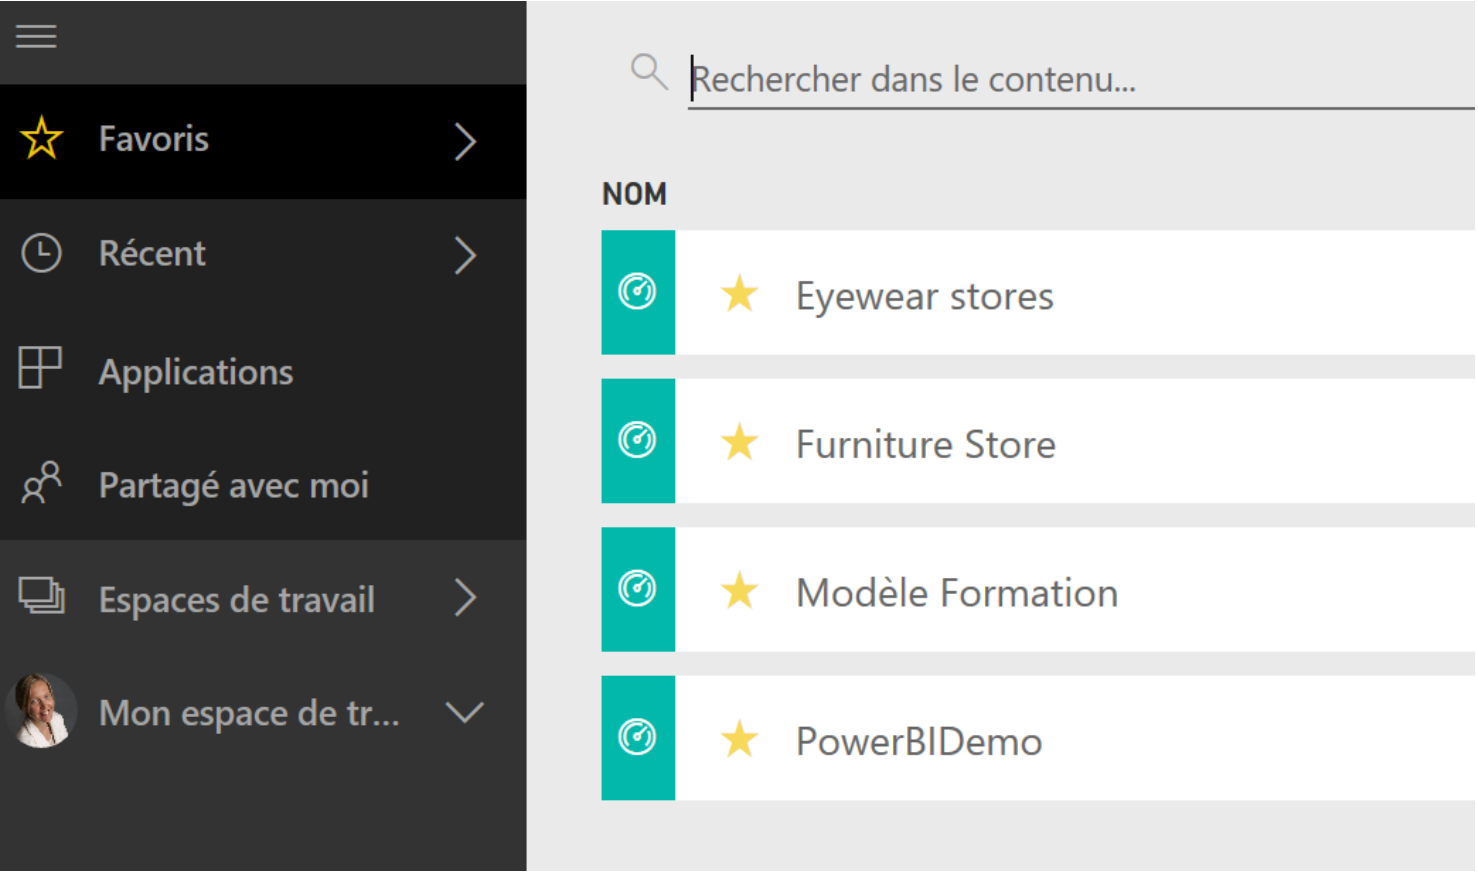 Favoris
Récent
Applications
Partagé avec moi
Espaces de travail
Mon espace de tr...
Rechercher dans le contenu...
NOM
Eyewear stores
Furniture Store
Modèle Formation
PowerBIDemo